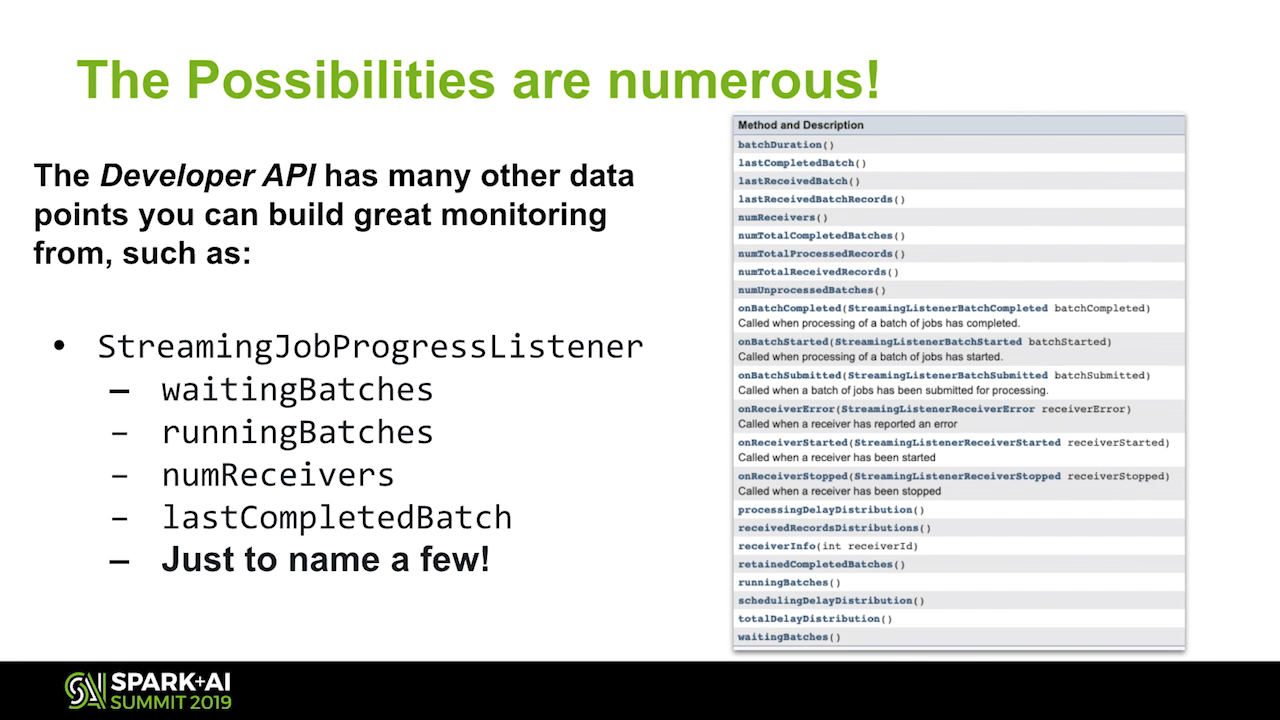 The Possibilities are numerous!
The Developer API has many other data
points you can build great monitoring
from, such as:
• StreamingJobProgressListener
– waitingBatches
– runningBatches
– numReceivers
– lastCompletedBatch
– Just to name a few!
Method and Description
batchDuration()
lastCompletedBatch()
lastReceivedBatch()
lastReceivedBatchRecords()
numReceivers()
numTotalCompletedBatches()
numTotalProcessedRecords()
numTotalReceivedRecords()
numUnprocessedBatches()
onBatchCompleted(StreamingListenerBatchCompleted batchCompleted)
Called when processing of a batch of jobs has completed.
onBatchStarted(StreamingListenerBatchStarted batchStarted)
Called when processing of a batch of jobs has started.
onBatchSubmitted(StreamingListenerBatchSubmitted batchSubmitted)
Called when a batch of jobs has been submitted for processing.
onReceiverError(StreamingListenerReceiverError receiverError)
Called when a receiver has reported an error
onReceiverStarted(StreamingListenerReceiverStarted receiverStarted)
Called when a receiver has been started
onReceiverStopped(StreamingListenerReceiverStopped receiverStopped)
Called when a receiver has been stopped
processingDelayDistribution()
receivedRecordsDistributions()
receiverInfo(int receiverId)
retainedCompletedBatches()
runningBatches()
schedulingDelayDistribution()
totalDelayDistribution()
waitingBatches()
SPARK+AI
SUMMIT 2019